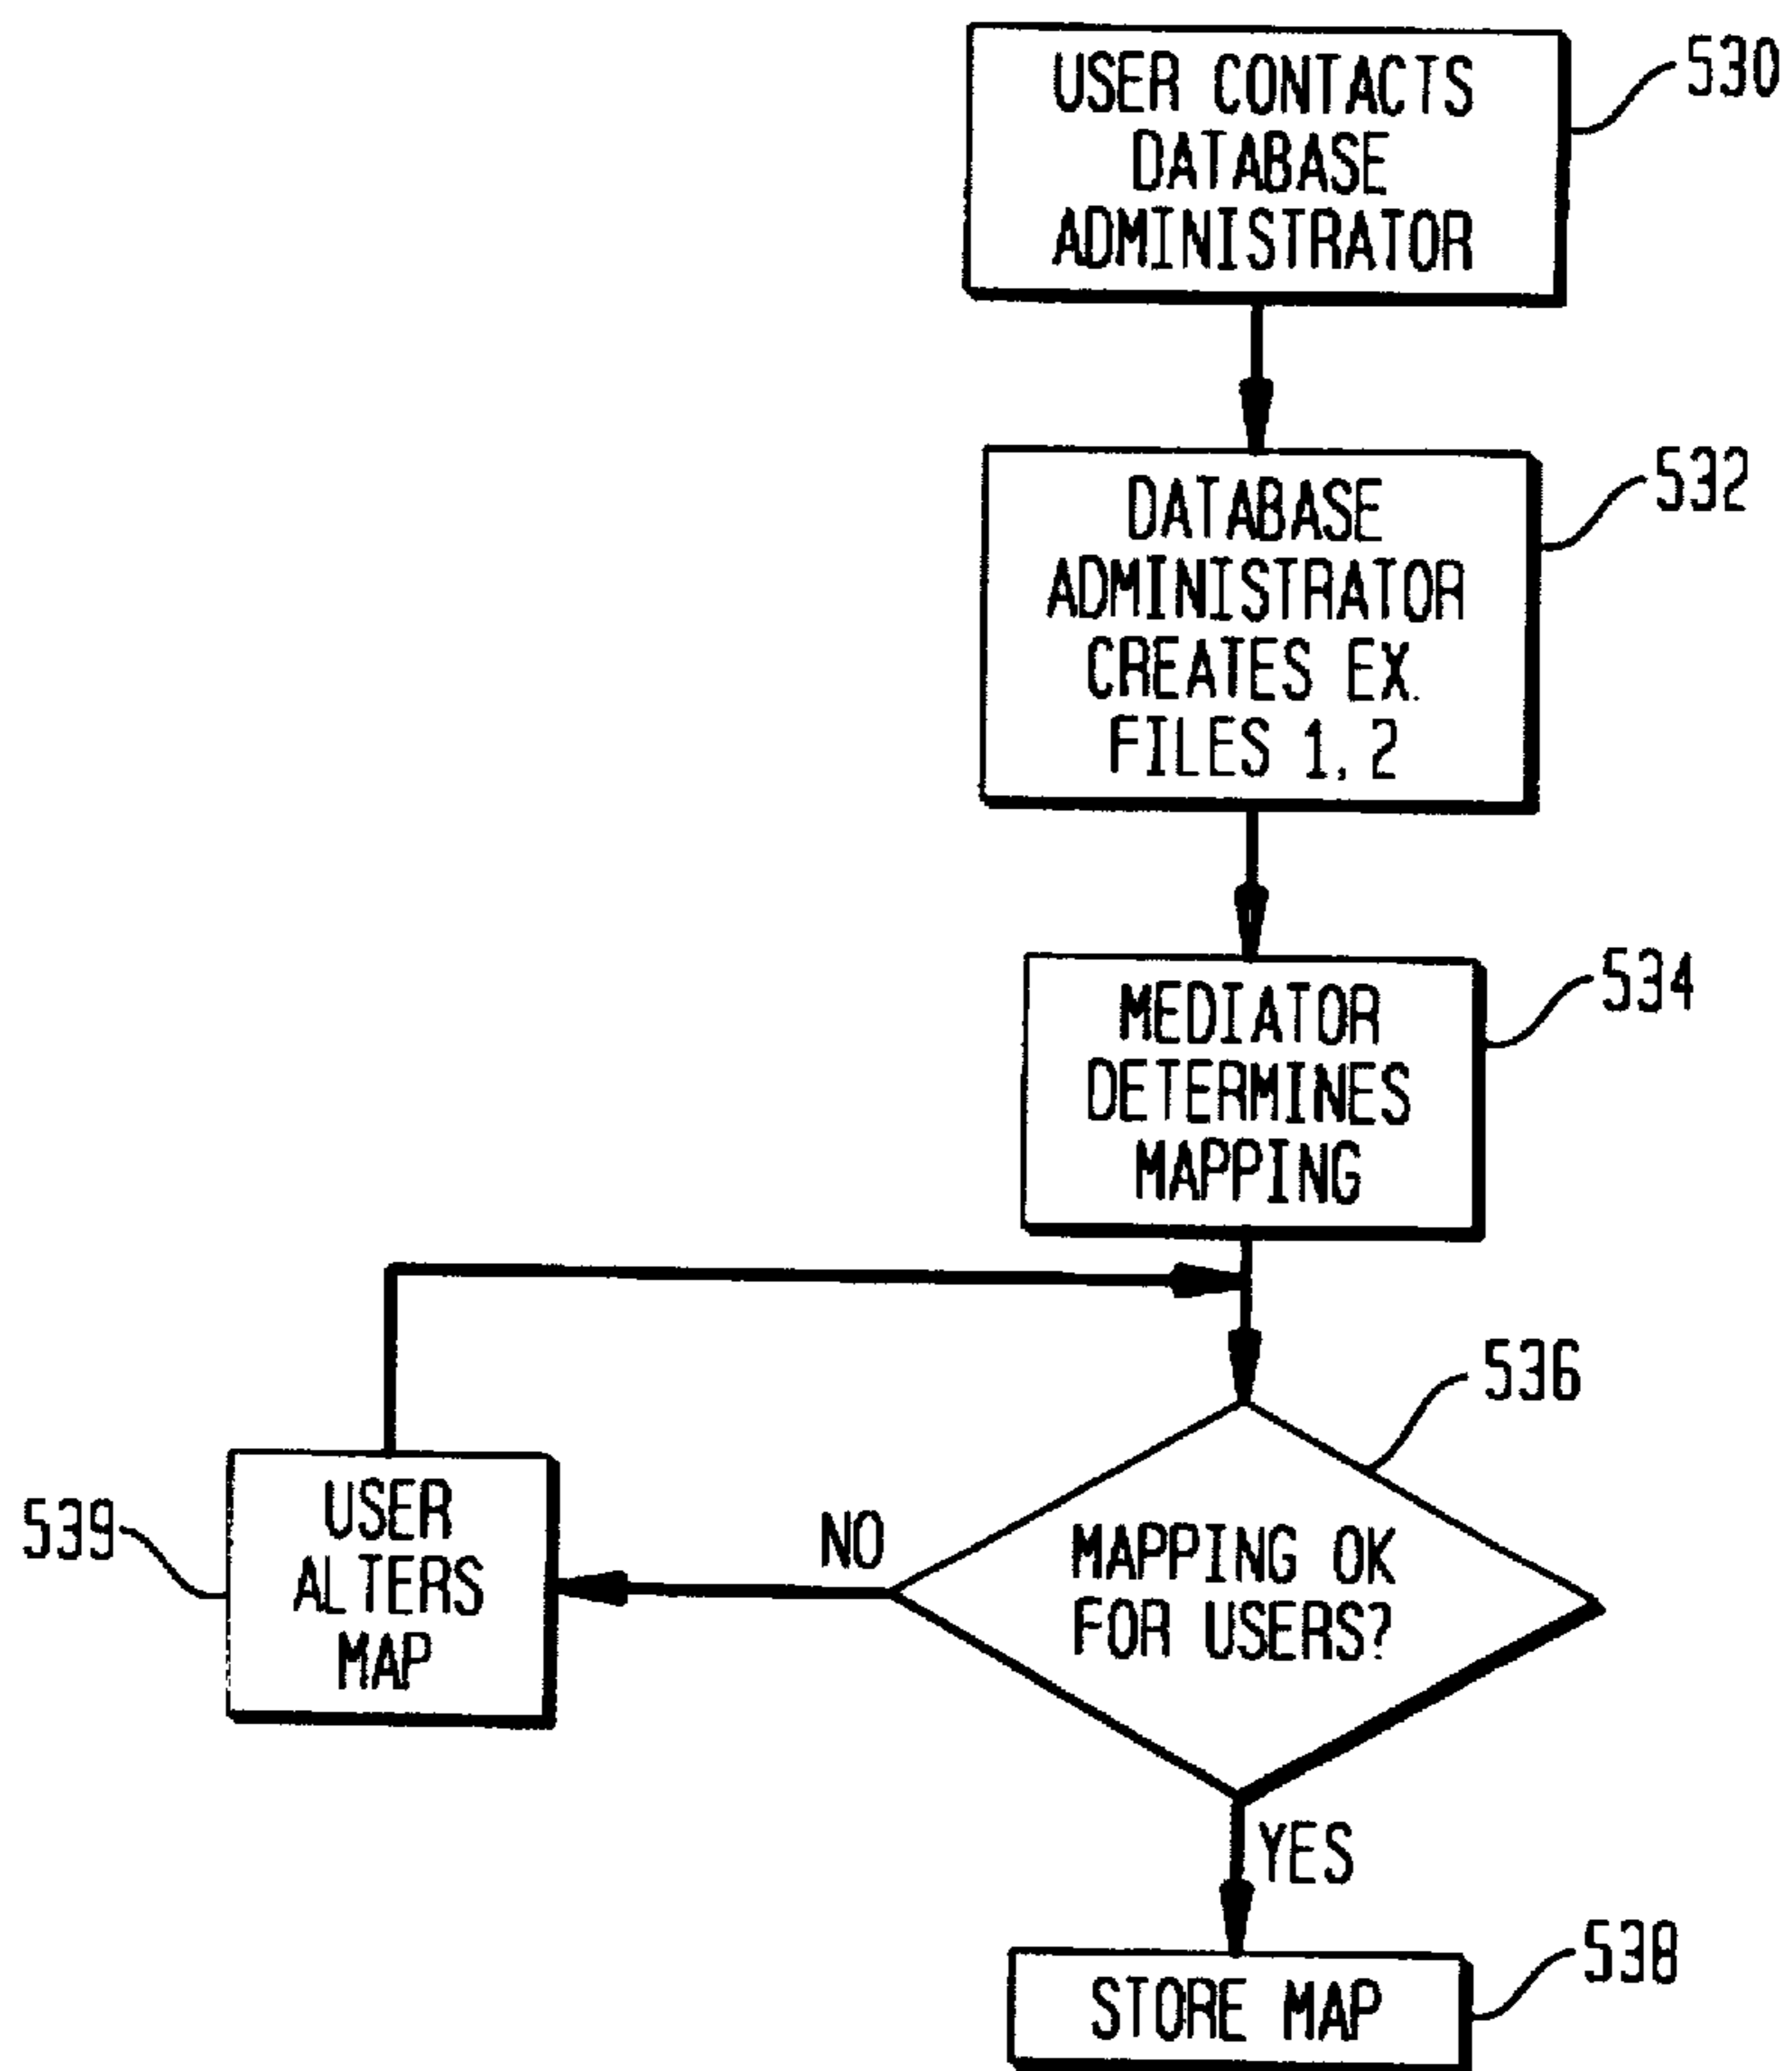 USER CONTACTS
DATABASE
ADMINISTRATOR
530
DATABASE
ADMINISTRATOR
CREATES EX.
FILES 1, 2
532
MEDIATOR
DETERMINES
MAPPING
534
536
MAPPING OK
FOR USERS?
NO
USER
ALTERS
MAP
539
YES
STORE MAP
538